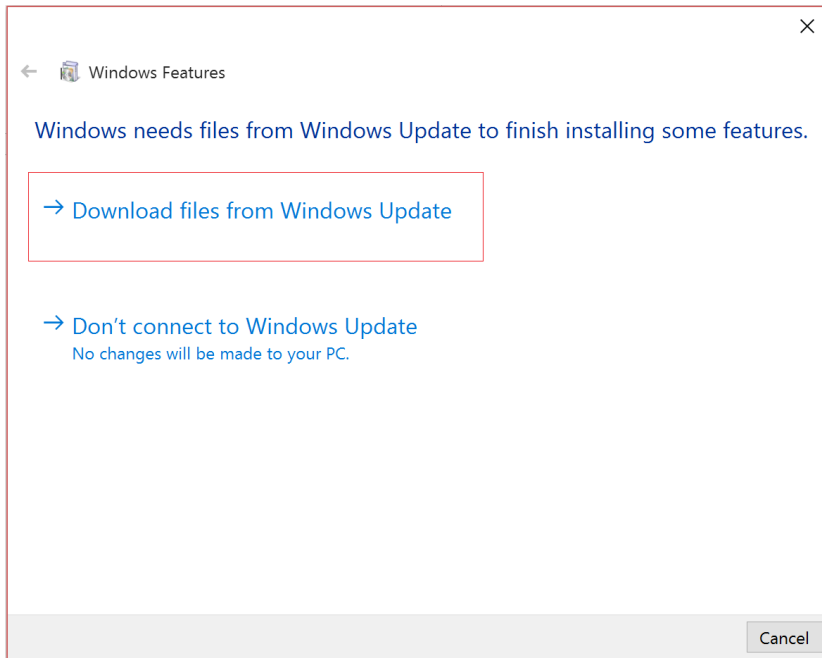 Windows Features
Windows needs files from Windows Update to finish installing some features.
Download files from Windows Update
Don’t connect to Windows Update
No changes will be made to your PC.
Cancel